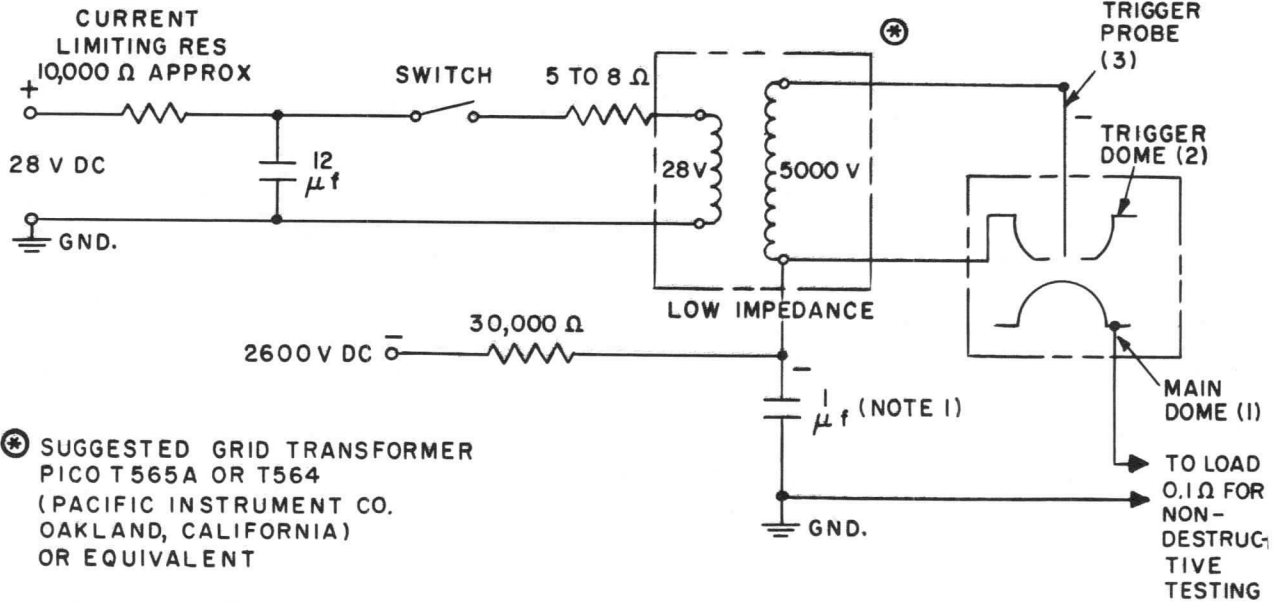 CURRENT
LIMITING RES
10,000 Ω APPROX
+
28 V DC
GND.
12
μf
SWITCH
5 TO 8 Ω
28V
5000 V
LOW IMPEDANCE
*
TRIGGER
PROBE
(3)
−
TRIGGER
DOME (2)
MAIN
DOME (1)
2600 V DC −
30,000 Ω
−
1
μf (NOTE 1)
GND.
TO LOAD
0.1Ω FOR
NON-
DESTRUC-
TIVE
TESTING
* SUGGESTED GRID TRANSFORMER
PICO T565A OR T564
(PACIFIC INSTRUMENT CO.
OAKLAND, CALIFORNIA)
OR EQUIVALENT